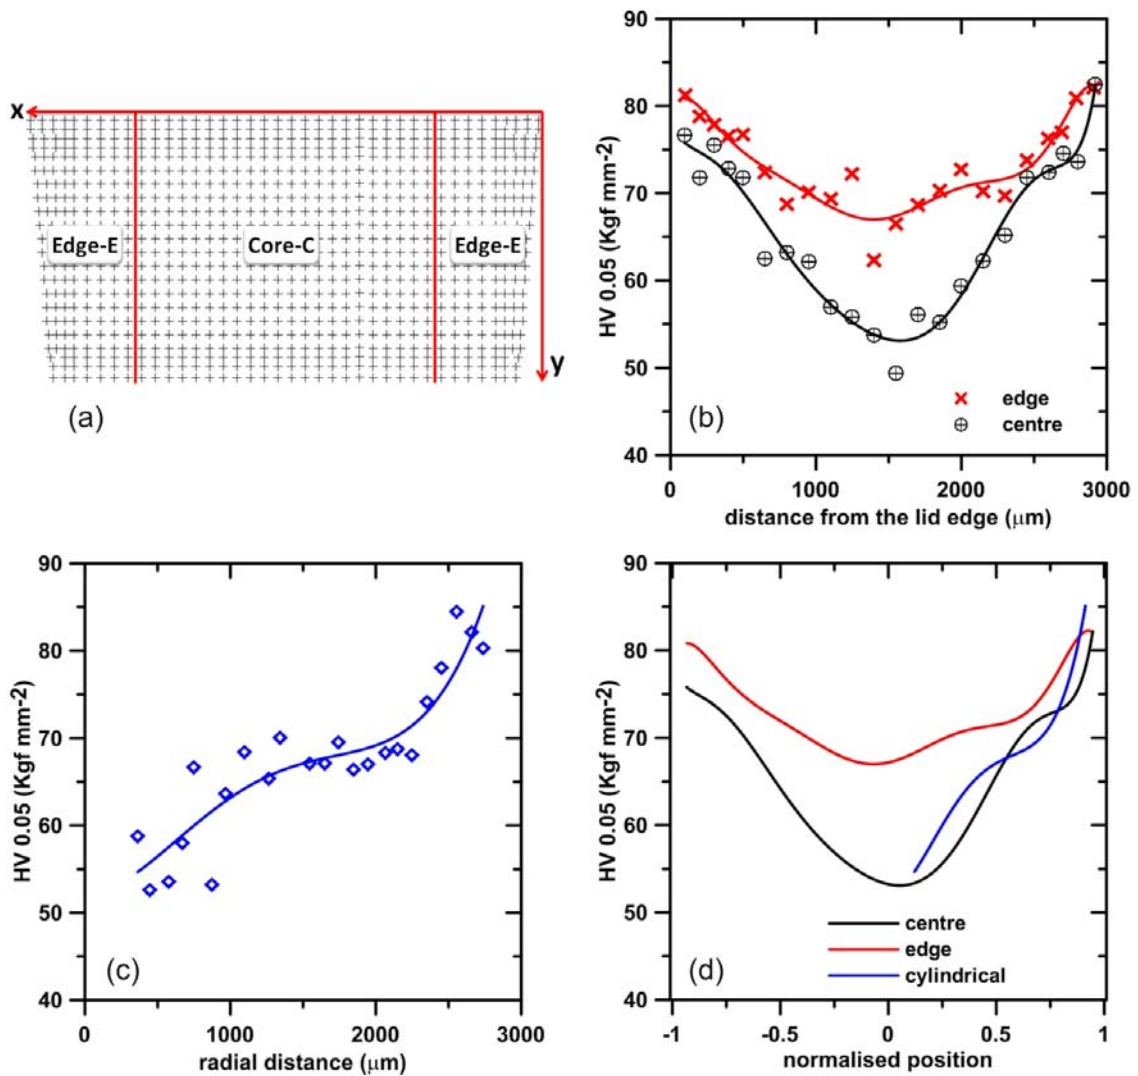 x
Edge-E
Core-C
Edge-E
y
(a)
90
80
70
60
50
40
HV 0.05 (Kgf mm-2)
edge
centre
(b)
0
1000
2000
3000
distance from the lid edge (μm)
90
80
70
60
50
40
HV 0.05 (Kgf mm-2)
(c)
0
1000
2000
3000
radial distance (μm)
90
80
70
60
50
40
HV 0.05 (Kgf mm-2)
centre
edge
cylindrical
(d)
-1
-0.5
0
0.5
1
normalised position